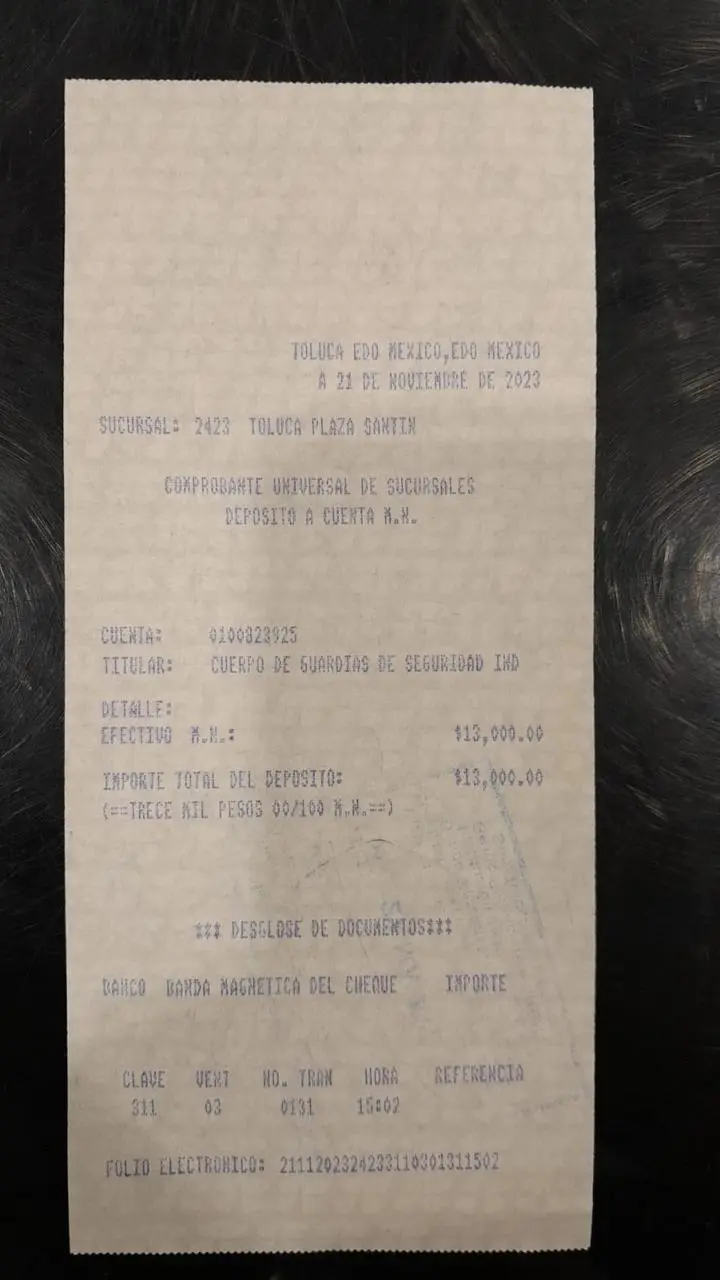 TOLUCA EDO MEXICO,EDO MEXICO
A 21 DE NOVIEMBRE DE 2023
SUCURSAL: 2423 TOLUCA PLAZA SANTIN
COMPROBANTE UNIVERSAL DE SUCURSALES
DEPOSITO A CUENTA M.N.
CUENTA: 0100823925
TITULAR: CUERPO DE GUARDIAS DE SEGURIDAD IND
DETALLE:
EFECTIVO M.N.: $13,000.00
IMPORTE TOTAL DEL DEPOSITO: $13,000.00
(==TRECE MIL PESOS 00/100 M.N.==)
*** DESGLOSE DE DOCUMENTOS***
BANCO BANDA MAGNETICA DEL CHEQUE IMPORTE
CLAVE VENT NO. TRAN HORA REFERENCIA
311 03 0131 15:02
FOLIO ELECTRONICO: 2111202324233110301311502